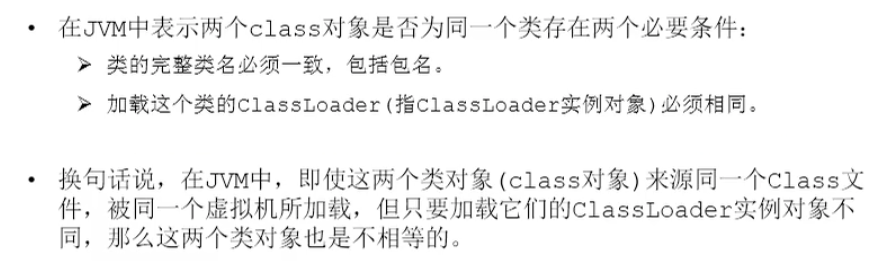 • 在JVM中表示两个class对象是否为同一个类存在两个必要条件：
➢ 类的完整类名必须一致，包括包名。
➢ 加载这个类的ClassLoader(指ClassLoader实例对象)必须相同。
• 换句话说，在JVM中，即使这两个类对象(class对象)来源同一个Class文
件，被同一个虚拟机所加载，但只要加载它们的ClassLoader实例对象不
同，那么这两个类对象也是不相等的。